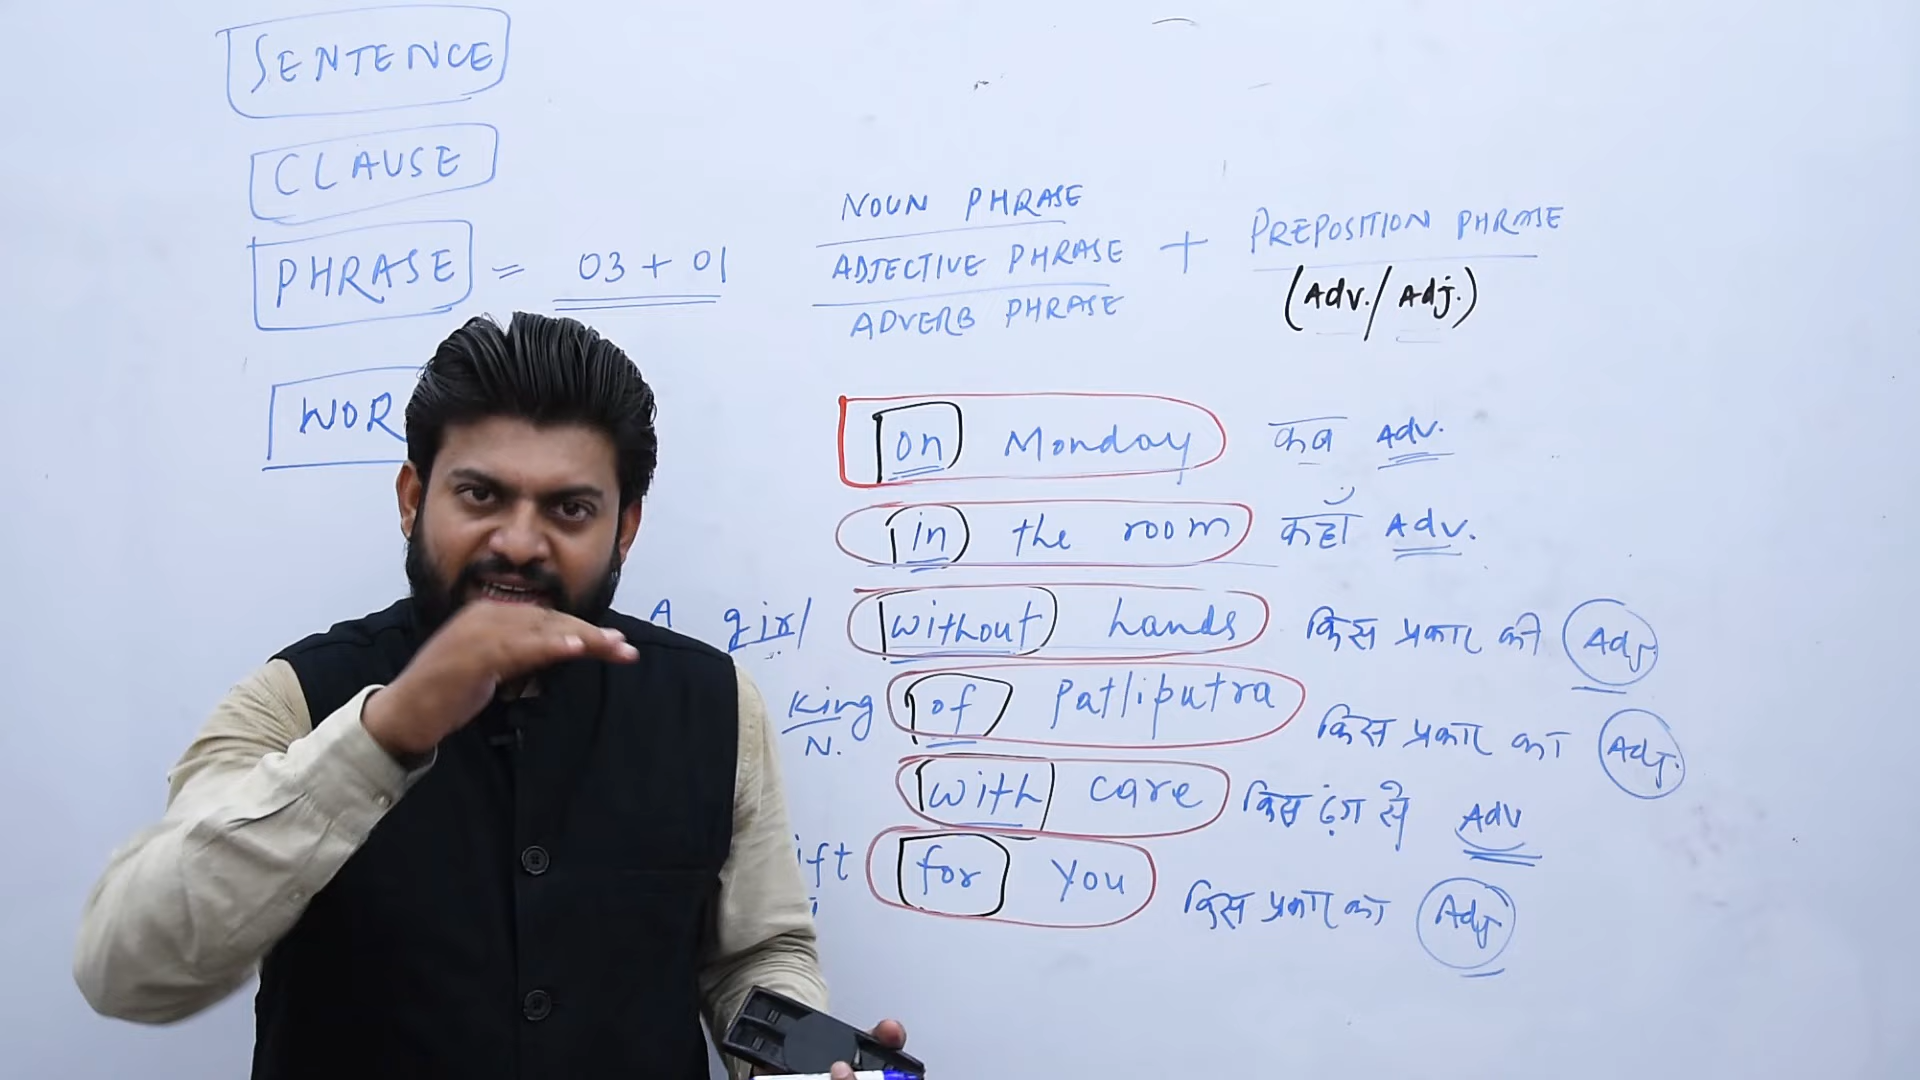 SENTENCE
CLAUSE
PHRASE = 03 + 01
WOR
NOUN PHRASE
ADJECTIVE PHRASE
ADVERB PHRASE
+ PREPOSITION PHRASE
(Adv./Adj.)
on Monday कब Adv.
in the room कहाँ Adv.
A girl without hands किस प्रकार की Adj.
King of Patliputra किस प्रकार का Adj.
N.
with care किस ढंग से Adv
ift for you किस प्रकार का Adj